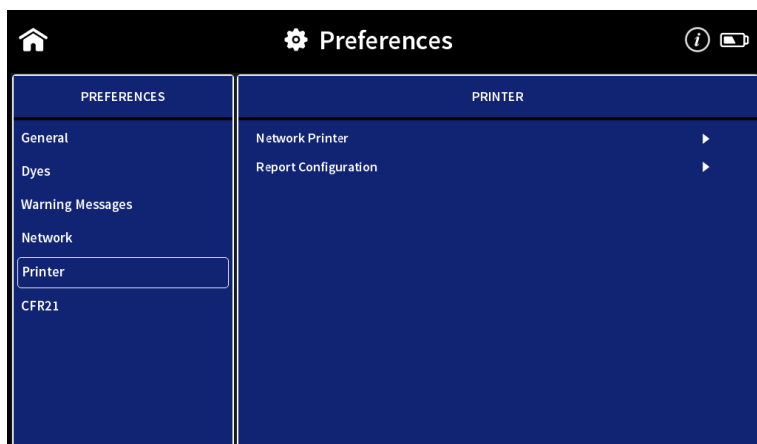 Preferences
i
PREFERENCES
General
Dyes
Warning Messages
Network
Printer
CFR21
PRINTER
Network Printer
Report Configuration